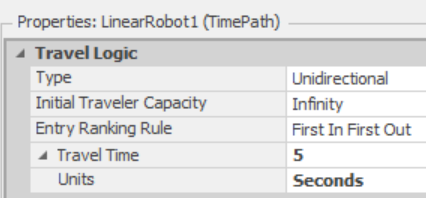 Properties: LinearRobot1 (TimePath)
Travel Logic
Type Unidirectional
Initial Traveler Capacity Infinity
Entry Ranking Rule First In First Out
Travel Time 5
Units Seconds